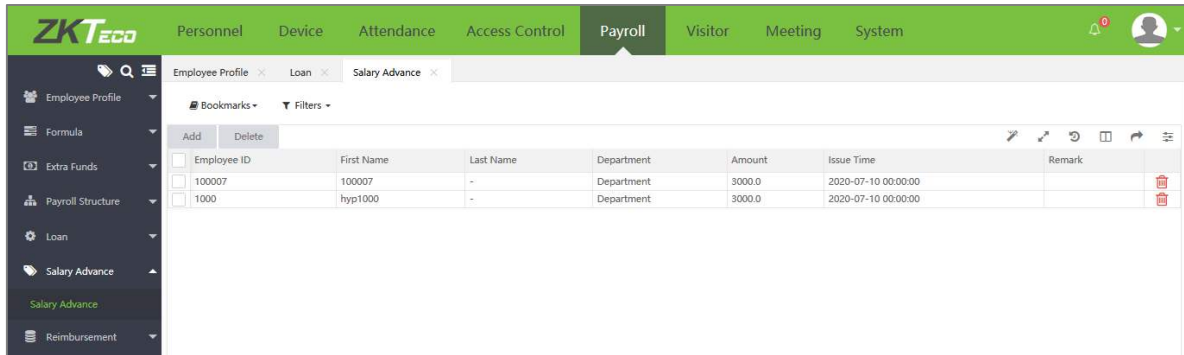 ZKTeco Personnel Device Attendance Access Control Payroll Visitor Meeting System 0
Employee Profile Loan Salary Advance
Employee Profile
Bookmarks Filters
Formula
Add Delete
Employee ID First Name Last Name Department Amount Issue Time Remark
Extra Funds
100007 100007 - Department 3000.0 2020-07-10 00:00:00
1000 hyp1000 - Department 3000.0 2020-07-10 00:00:00
Payroll Structure
Loan
Salary Advance
Salary Advance
Reimbursement